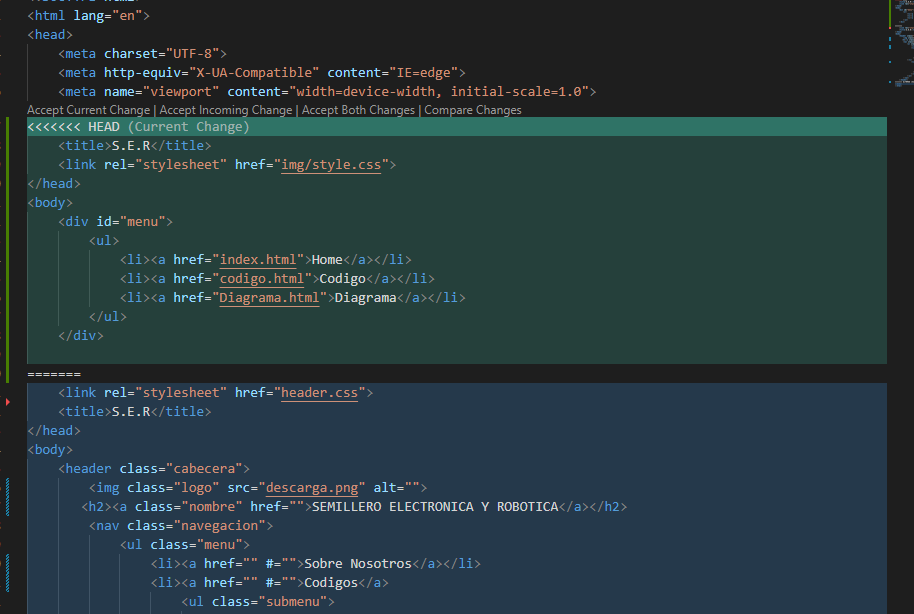 <html lang="en">
<head>
<meta charset="UTF-8">
<meta http-equiv="X-UA-Compatible" content="IE=edge">
<meta name="viewport" content="width=device-width, initial-scale=1.0">
Accept Current Change | Accept Incoming Change | Accept Both Changes | Compare Changes
<<<<<<< HEAD (Current Change)
<title>S.E.R</title>
<link rel="stylesheet" href="img/style.css">
</head>
<body>
<div id="menu">
<ul>
<li><a href="index.html">Home</a></li>
<li><a href="codigo.html">Codigo</a></li>
<li><a href="Diagrama.html">Diagrama</a></li>
</ul>
</div>
=======
<link rel="stylesheet" href="header.css">
<title>S.E.R</title>
</head>
<body>
<header class="cabecera">
<img class="logo" src="descarga.png" alt="">
<h2><a class="nombre" href="">SEMILLERO ELECTRONICA Y ROBOTICA</a></h2>
<nav class="navegacion">
<ul class="menu">
<li><a href="" #="">Sobre Nosotros</a></li>
<li><a href="" #="">Codigos</a>
<ul class="submenu">